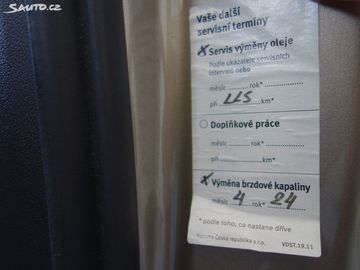 SAUTO.CZ
Vaše další
servisní termíny
x Servis výměny oleje
Podle ukazatele servisních
intervalů nebo
měsíc ........ rok* ........
při LLS km*
Doplňkové práce
měsíc ........ rok* ........
při ........ km*
x Výměna brzdové kapaliny
měsíc 4 rok* 24
* podle toho, co nastane dříve
Česká republika s.r.o.
VDST.19.11